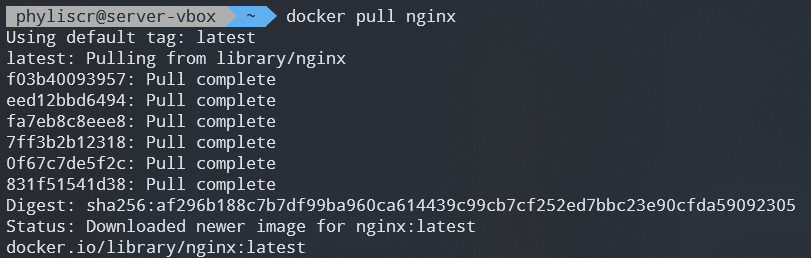 phyliscr@server-vbox ~ docker pull nginx
Using default tag: latest
latest: Pulling from library/nginx
f03b40093957: Pull complete
eed12bbd6494: Pull complete
fa7eb8c8eee8: Pull complete
7ff3b2b12318: Pull complete
0f67c7de5f2c: Pull complete
831f51541d38: Pull complete
Digest: sha256:af296b188c7b7df99ba960ca614439c99cb7cf252ed7bbc23e90cfda59092305
Status: Downloaded newer image for nginx:latest
docker.io/library/nginx:latest